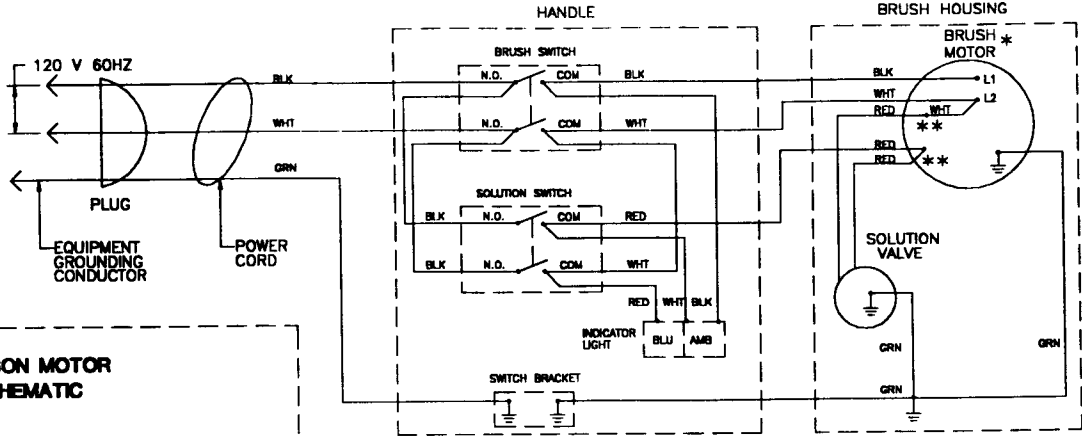 HANDLE
BRUSH HOUSING
120 V 60HZ
BRUSH SWITCH
BRUSH *
MOTOR
BLK N.O. COM BLK BLK L1
WHT L2
WHT N.O. COM WHT RED WHT
**
RED
GRN RED **
PLUG
SOLUTION SWITCH
BLK N.O. COM RED
EQUIPMENT
GROUNDING
CONDUCTOR
POWER
CORD
SOLUTION
VALVE
BLK N.O. COM WHT
RED WHT BLK
INDICATOR
LIGHT
BLU AMB
GRN GRN
SON MOTOR
HEMATIC
SWITCH BRACKET
GRN